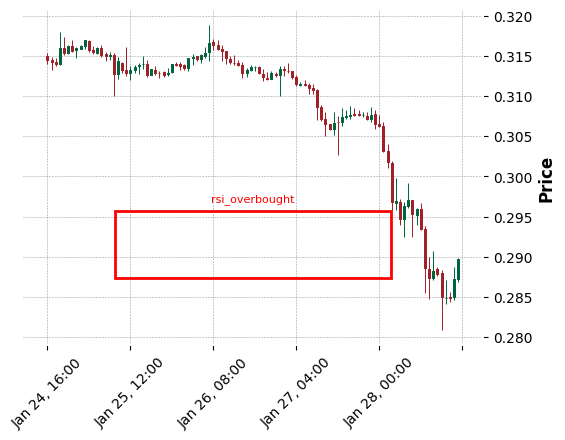 0.320
0.315
0.310
0.305
0.300
0.295
0.290
0.285
0.280
Price
rsi_overbought
Jan 24, 16:00
Jan 25, 12:00
Jan 26, 08:00
Jan 27, 04:00
Jan 28, 00:00